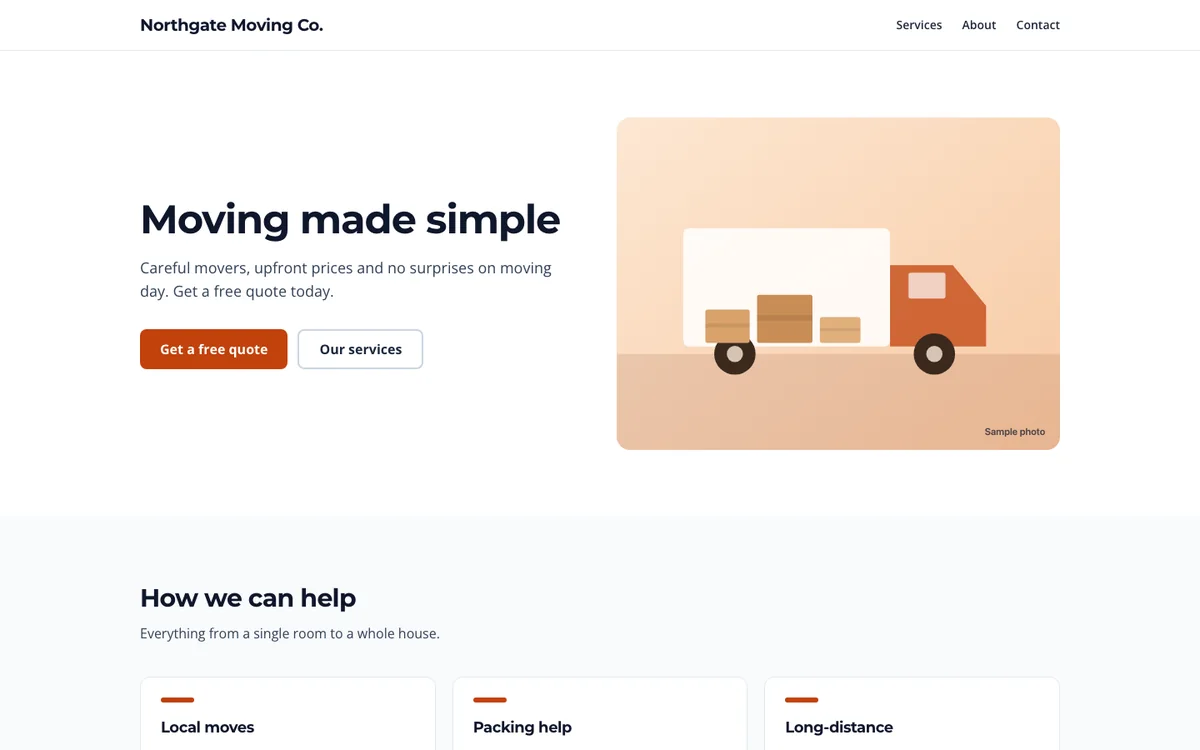 Northgate Moving Co.
Services
About
Contact
Moving made simple
Careful movers, upfront prices and no surprises on moving
day. Get a free quote today.
Get a free quote
Our services
Sample photo
How we can help
Everything from a single room to a whole house.
Local moves
Packing help
Long-distance